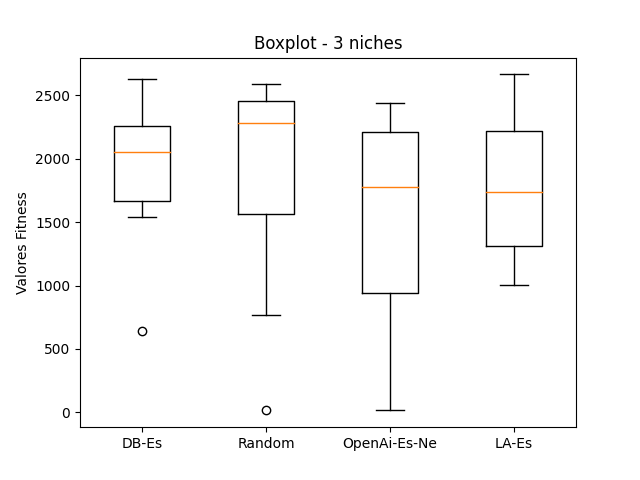 Boxplot - 3 niches
Valores Fitness
2500
2000
1500
1000
500
0
DB-Es
Random
OpenAi-Es-Ne
LA-Es